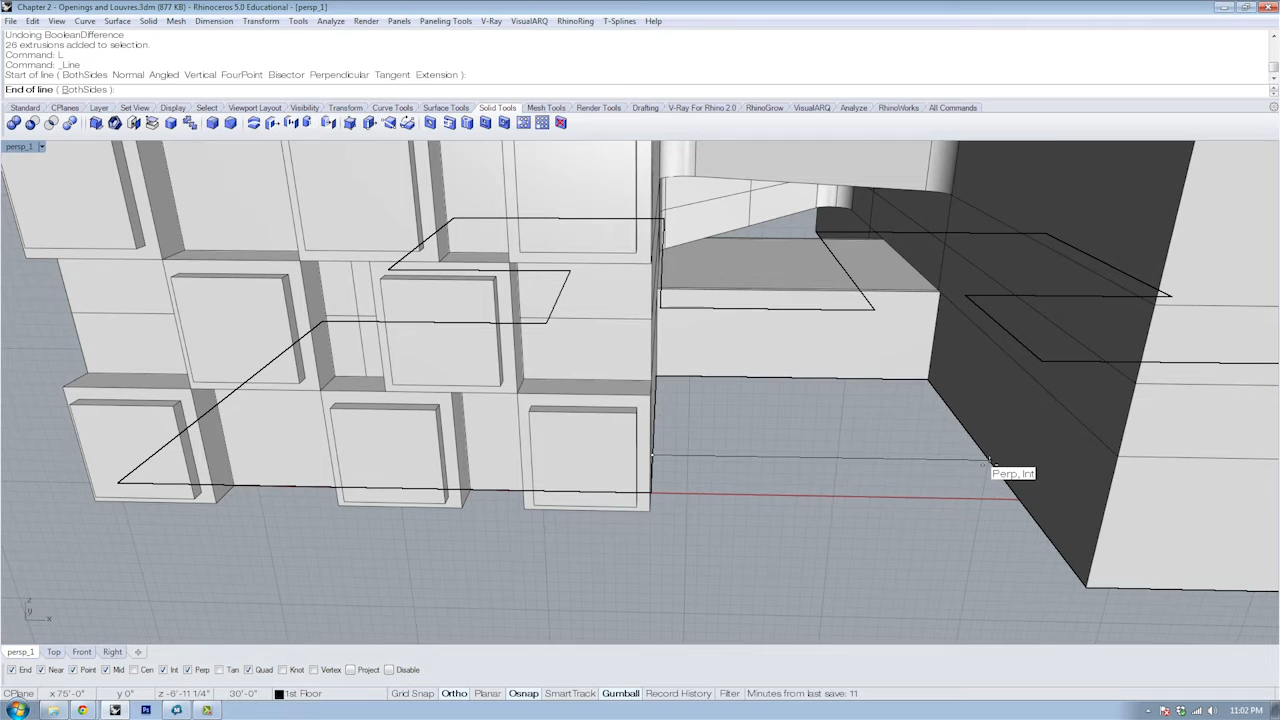 Chapter 2 - Openings and Louvres.3dm (877 KB) - Rhinoceros 5.0 Educational - [persp_1]
File Edit View Curve Surface Solid Mesh Dimension Transform Tools Analyze Render Panels Paneling Tools V-Ray VisualARQ RhinoRing T-Splines Help
Undoing BooleanDifference
26 extrusions added to selection.
Command: L
Command: _Line
Start of line ( BothSides Normal Angled Vertical FourPoint Bisector Perpendicular Tangent Extension ):
End of line ( BothSides ):
Standard CPlanes Layer Set View Display Select Viewport Layout Visibility Transform Curve Tools Surface Tools Solid Tools Mesh Tools Render Tools Drafting V-Ray For Rhino 2.0 RhinoGrow VisualARQ Analyze RhinoWorks All Commands
persp_1
Perp, Int
z
y
x
persp_1 Top Front Right
End Near Point Mid Cen Int Perp Tan Quad Knot Vertex Project Disable
CPlane x 75'-0" y 0" z -6'-11 1/4" 30'-0" 1st Floor Grid Snap Ortho Planar Osnap SmartTrack Gumball Record History Filter Minutes from last save: 11
11:02 PM